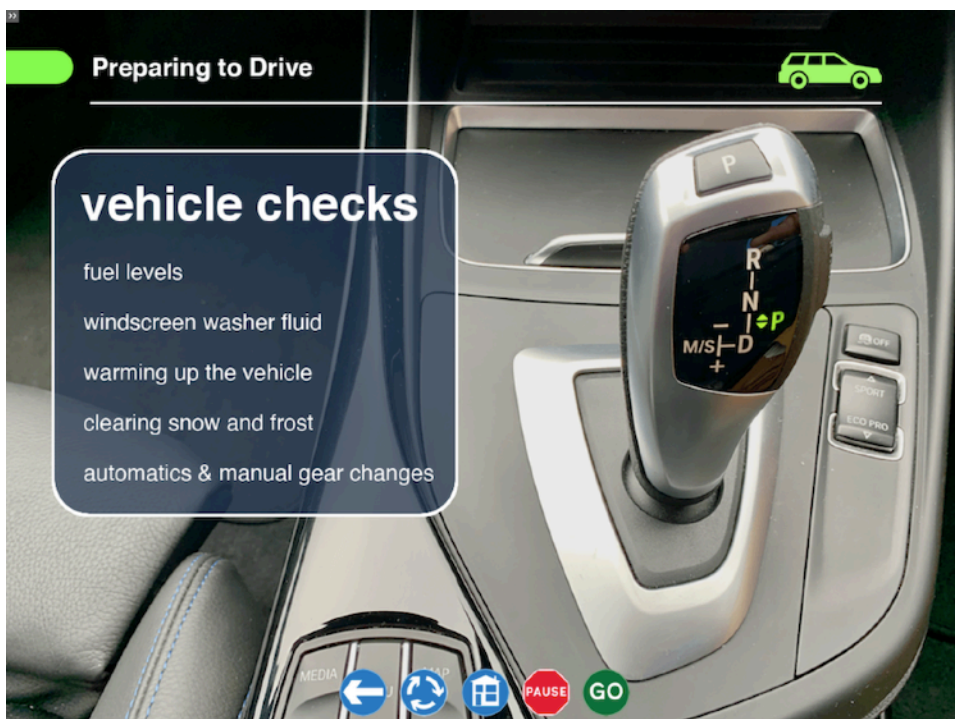 Preparing to Drive
vehicle checks
fuel levels
windscreen washer fluid
warming up the vehicle
clearing snow and frost
automatics & manual gear changes
P
R
N
P
M/S
D
−
+
OFF
SPORT
ECO PRO
MEDIA
MAP
PAUSE
GO